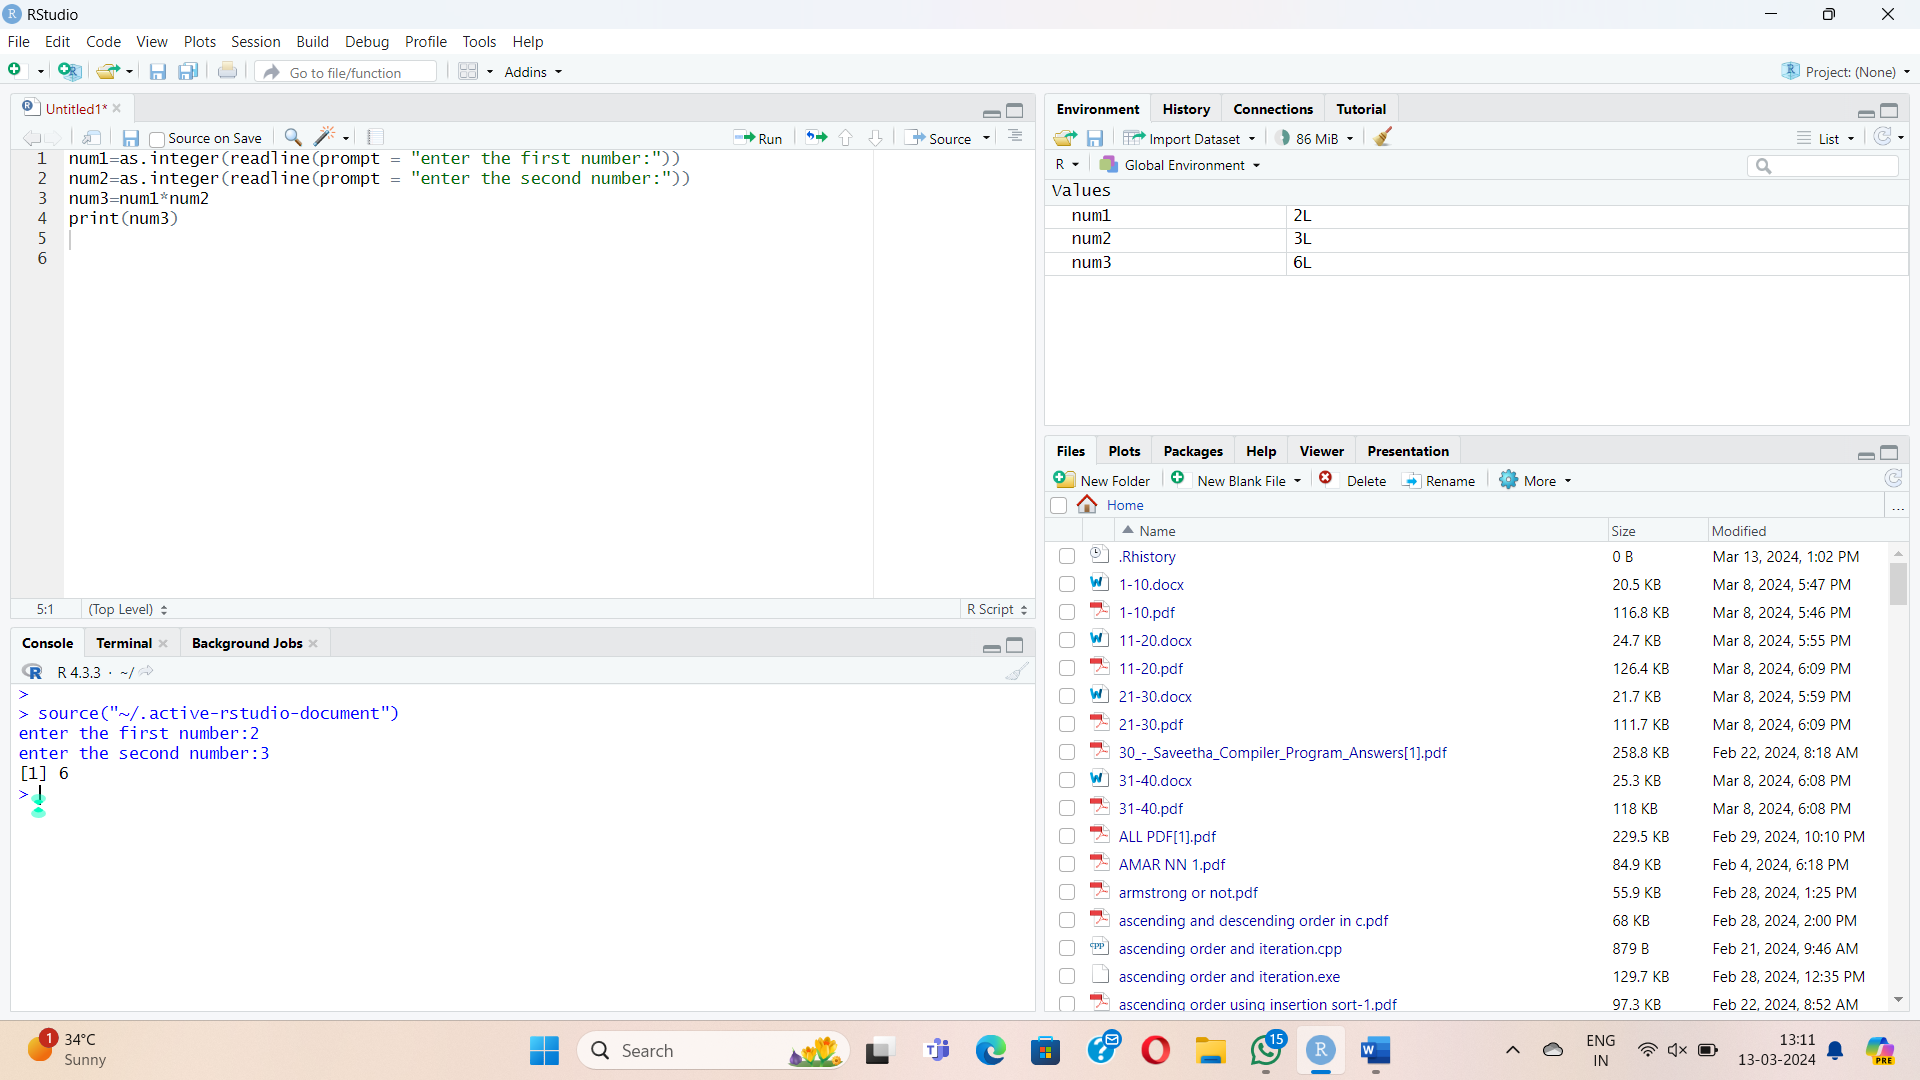 RStudio
File Edit Code View Plots Session Build Debug Profile Tools Help
Go to file/function Addins Project: (None)
Untitled1*
Source on Save Run Source
1 num1=as.integer(readline(prompt = "enter the first number:"))
2 num2=as.integer(readline(prompt = "enter the second number:"))
3 num3=num1*num2
4 print(num3)
5
6
5:1 (Top Level) R Script
Console Terminal Background Jobs
R 4.3.3 · ~/
>
> source("~/.active-rstudio-document")
enter the first number:2
enter the second number:3
[1] 6
>
Environment History Connections Tutorial
Import Dataset 86 MiB List
R Global Environment
Values
num1 2L
num2 3L
num3 6L
Files Plots Packages Help Viewer Presentation
New Folder New Blank File Delete Rename More
Home ...
Name Size Modified
.Rhistory 0 B Mar 13, 2024, 1:02 PM
1-10.docx 20.5 KB Mar 8, 2024, 5:47 PM
1-10.pdf 116.8 KB Mar 8, 2024, 5:46 PM
11-20.docx 24.7 KB Mar 8, 2024, 5:55 PM
11-20.pdf 126.4 KB Mar 8, 2024, 6:09 PM
21-30.docx 21.7 KB Mar 8, 2024, 5:59 PM
21-30.pdf 111.7 KB Mar 8, 2024, 6:09 PM
30_-_Saveetha_Compiler_Program_Answers[1].pdf 258.8 KB Feb 22, 2024, 8:18 AM
31-40.docx 25.3 KB Mar 8, 2024, 6:08 PM
31-40.pdf 118 KB Mar 8, 2024, 6:08 PM
ALL PDF[1].pdf 229.5 KB Feb 29, 2024, 10:10 PM
AMAR NN 1.pdf 84.9 KB Feb 4, 2024, 6:18 PM
armstrong or not.pdf 55.9 KB Feb 28, 2024, 1:25 PM
ascending and descending order in c.pdf 68 KB Feb 28, 2024, 2:00 PM
ascending order and iteration.cpp 879 B Feb 21, 2024, 9:46 AM
ascending order and iteration.exe 129.7 KB Feb 28, 2024, 12:35 PM
ascending order using insertion sort-1.pdf 97.3 KB Feb 22, 2024, 8:52 AM
1 34°C
Sunny
Search
15
ENG
IN
13:11
13-03-2024
PRE